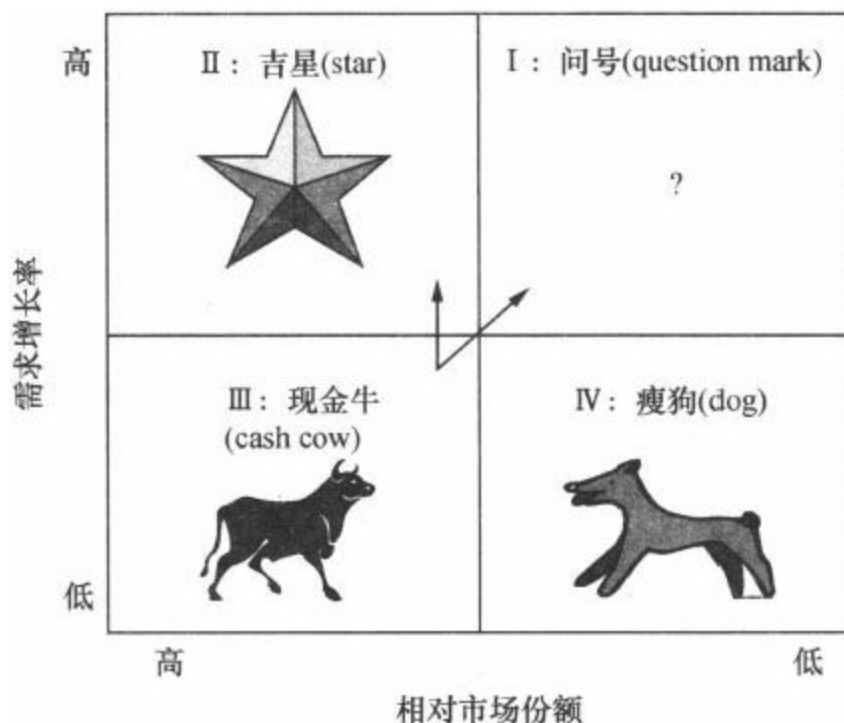 高
Ⅱ：吉星(star)
Ⅰ：问号(question mark)
?
需求增长率
Ⅲ：现金牛
(cash cow)
Ⅳ：瘦狗(dog)
低
高
低
相对市场份额